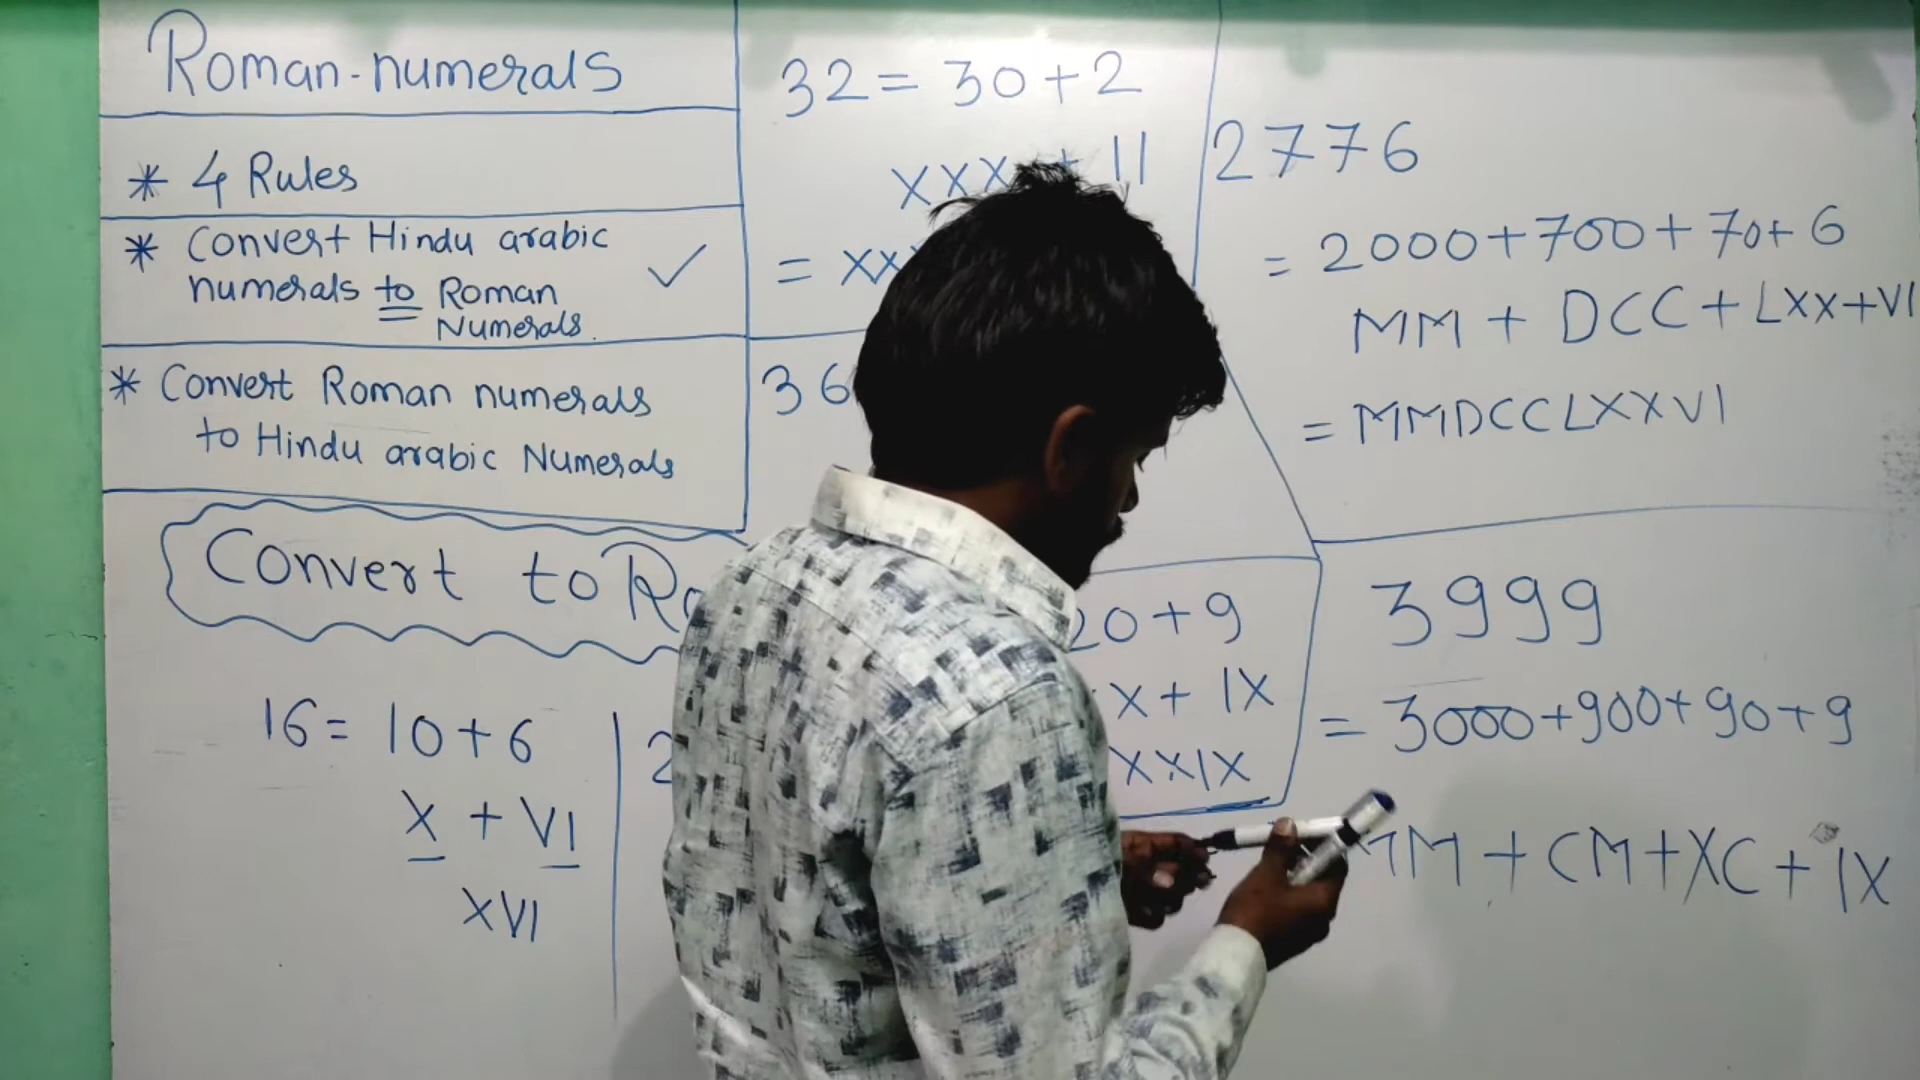 Roman-numerals
* 4 Rules
* Convert Hindu arabic
numerals to Roman
Numerals.
* Convert Roman numerals
to Hindu arabic Numerals
Convert to
16 = 10+6
X + VI
XVI
32 = 30+2
XXX + II
= XX
36
20+9
X + IX
XXIX
2776
= 2000+700+70+6
MM + DCC + LXX+VI
= MMDCCLXXVI
3999
= 3000+900+90+9
MM + CM+XC + IX